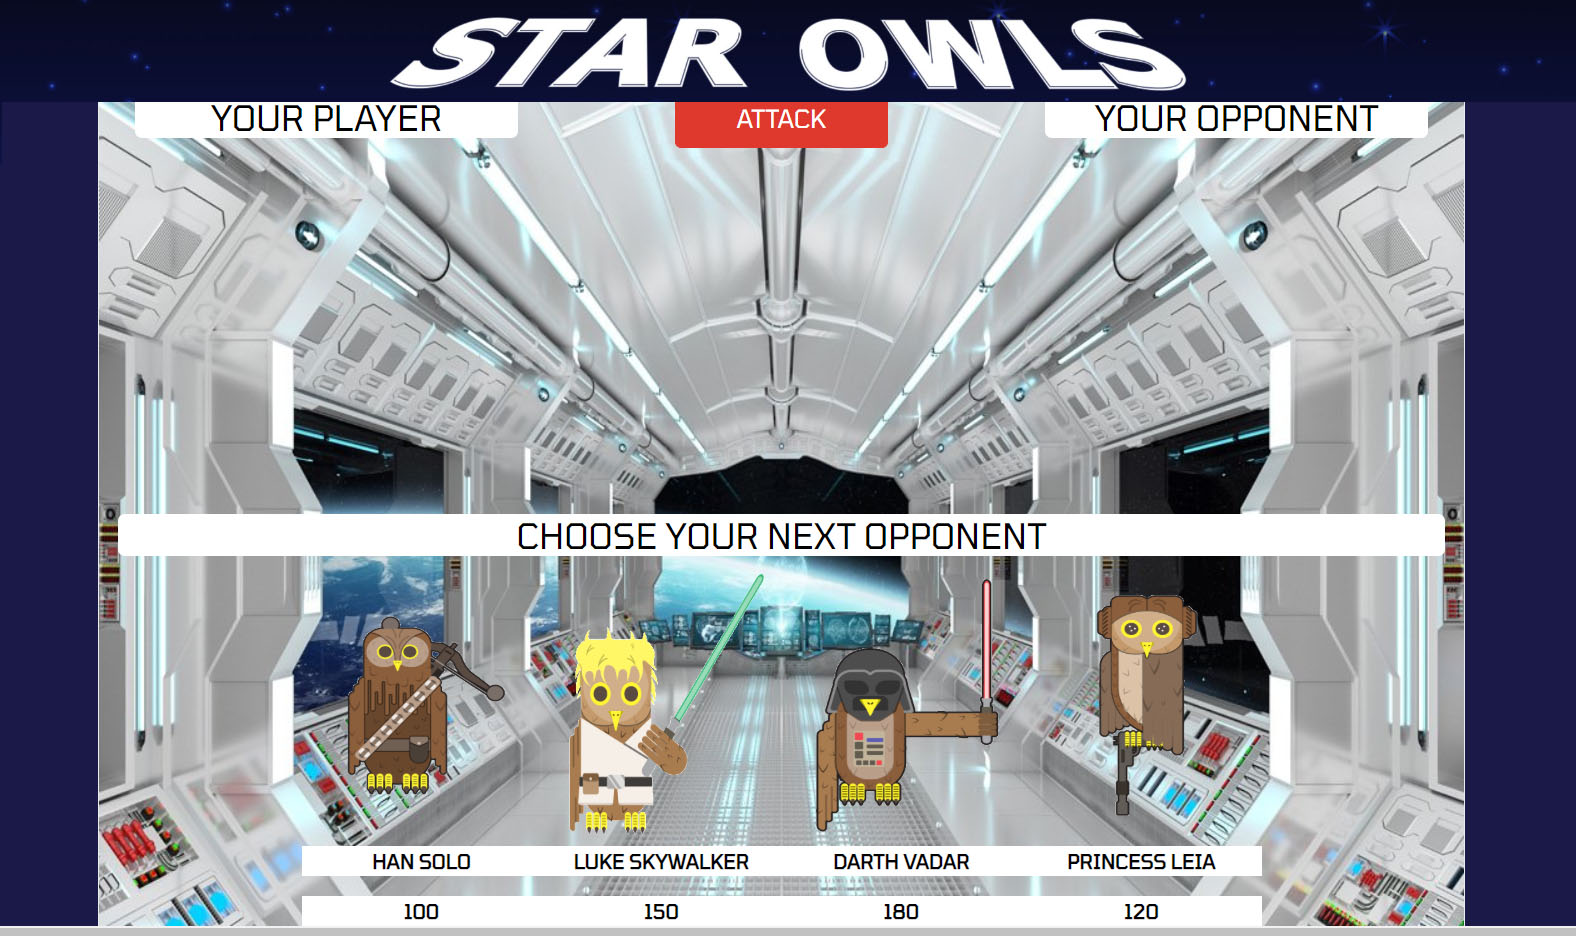 STAR OWLS
YOUR PLAYER
ATTACK
YOUR OPPONENT
CHOOSE YOUR NEXT OPPONENT
HAN SOLO
LUKE SKYWALKER
DARTH VADAR
PRINCESS LEIA
100
150
180
120